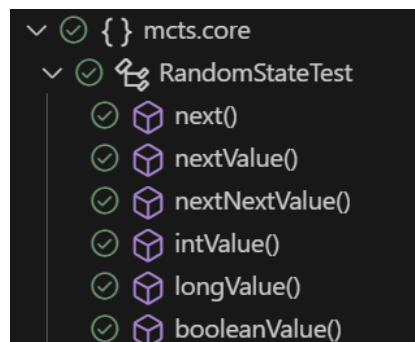 { } mcts.core
RandomStateTest
next()
nextValue()
nextNextValue()
intValue()
longValue()
booleanValue()